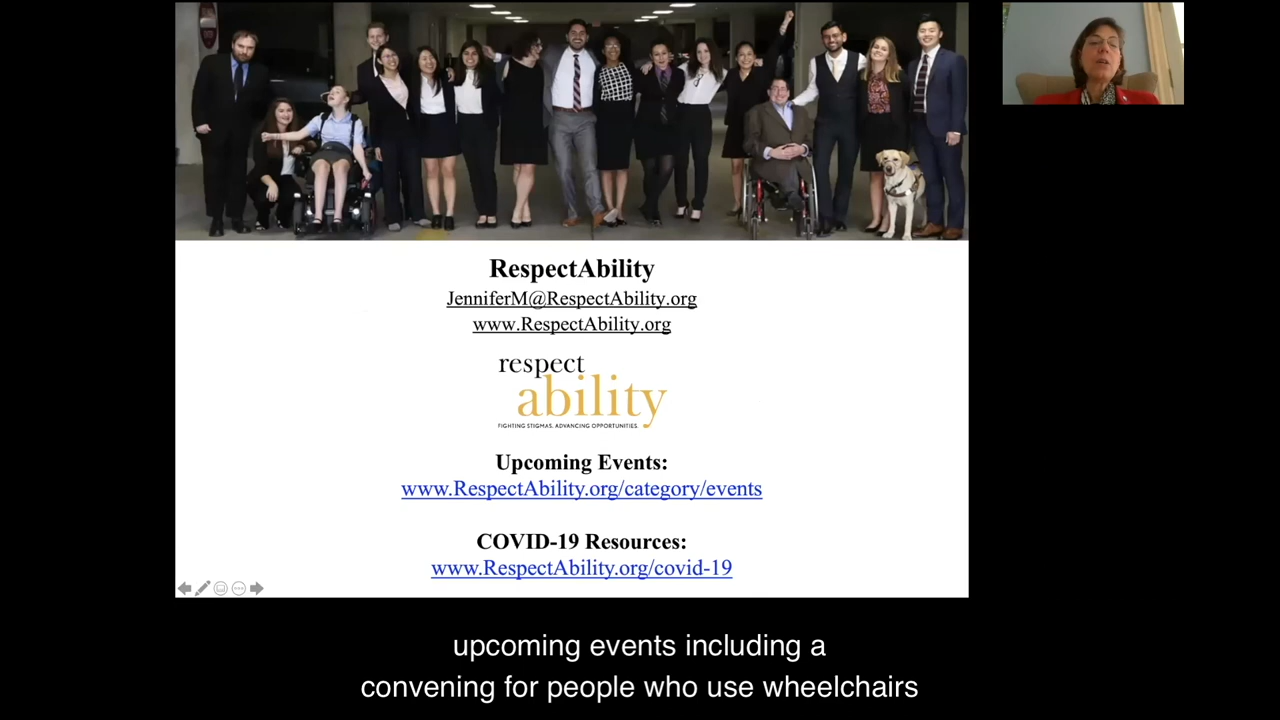 RespectAbility
JenniferM@RespectAbility.org
www.RespectAbility.org
respect
ability
FIGHTING STIGMAS. ADVANCING OPPORTUNITIES.
Upcoming Events:
www.RespectAbility.org/category/events
COVID-19 Resources:
www.RespectAbility.org/covid-19
upcoming events including a
convening for people who use wheelchairs